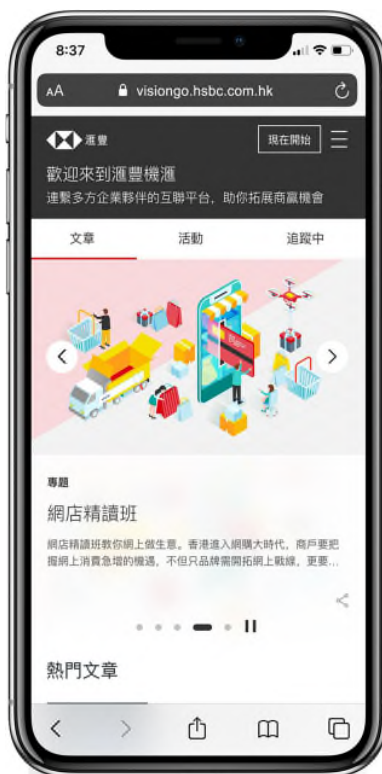 8:37
AA visiongo.hsbc.com.hk
滙豐 現在開始
歡迎來到滙豐機滙
連繫多方企業夥伴的互聯平台，助你拓展商贏機會
文章 活動 追蹤中
專題
網店精讀班
網店精讀班教你網上做生意。香港進入網購大時代，商戶要把
握網上消費急增的機遇，不但只品牌需開拓網上戰線，更要...
熱門文章